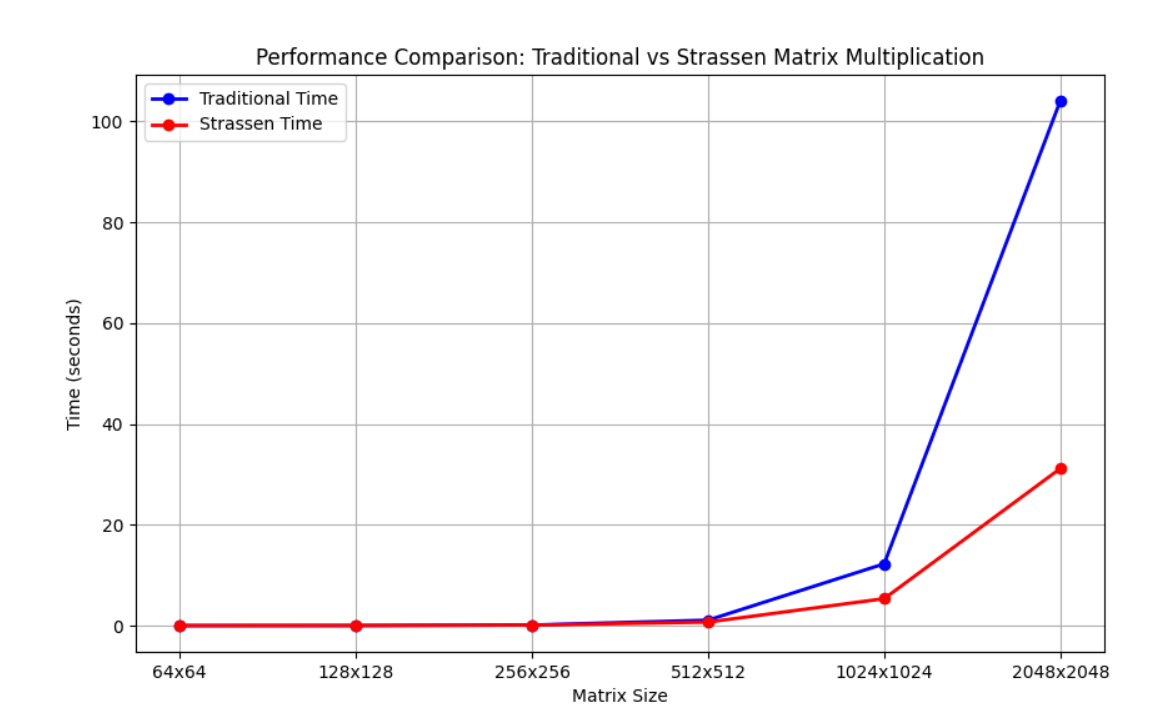 Performance Comparison: Traditional vs Strassen Matrix Multiplication
Traditional Time
Strassen Time
100
80
60
40
20
0
Time (seconds)
64x64 128x128 256x256 512x512 1024x1024 2048x2048
Matrix Size